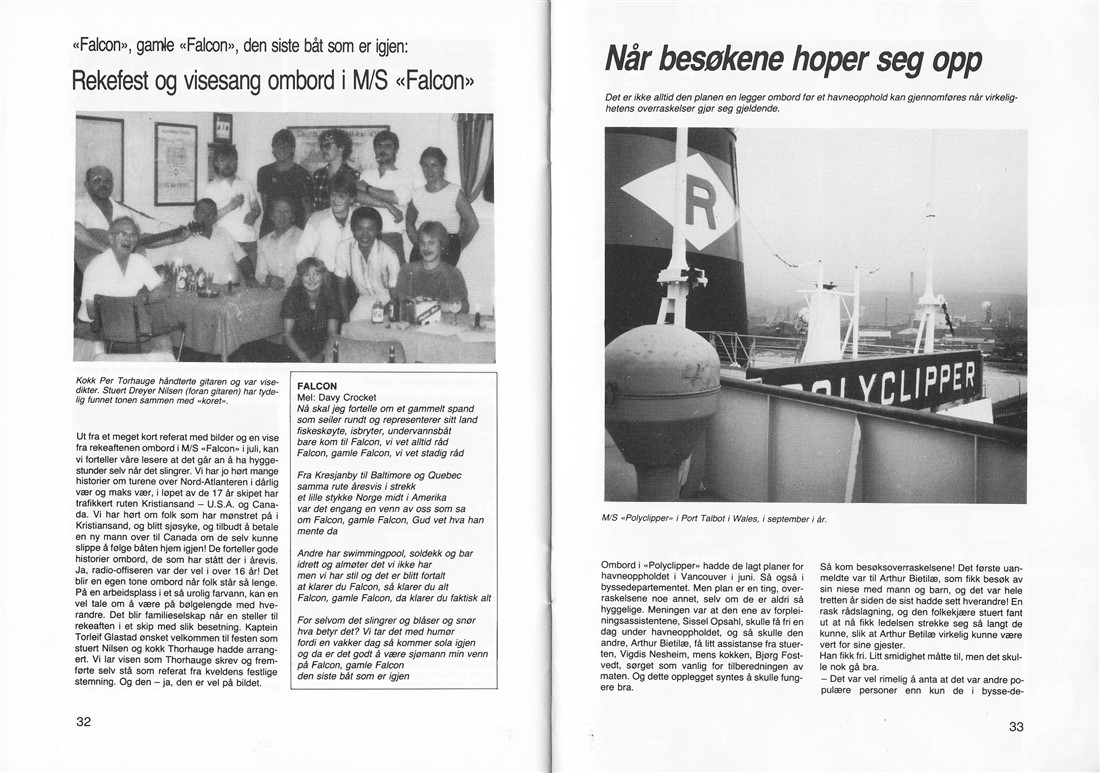 «Falcon», gamle «Falcon», den siste båt som er igjen:
Rekefest og visesang ombord i M/S «Falcon»
Kokk Per Torhauge håndterte gitaren og var vise-
dikter. Stuert Dreyer Nilsen (foran gitaren) har tyde-
lig funnet tonen sammen med «koret».
Ut fra et meget kort referat med bilder og en vise
fra rekeaftenen ombord i M/S «Falcon» i juli, kan
vi forteller våre lesere at det går an å ha hygge-
stunder selv når det slingrer. Vi har jo hørt mange
historier om turene over Nord-Atlanteren i dårlig
vær og maks vær, i løpet av de 17 år skipet har
trafikkert ruten Kristiansand – U.S.A. og Cana-
da. Vi har hørt om folk som har mønstret på i
Kristiansand, og blitt sjøsyke, og tilbudt å betale
en ny mann over til Canada om de selv kunne
slippe å følge båten hjem igjen! De forteller gode
historier ombord, de som har stått der i årevis.
Ja, radio-offiseren var der vel i over 16 år! Det
blir en egen tone ombord når folk står så lenge.
På en arbeidsplass i et så urolig farvann, kan en
vel tale om å være på bølgelengde med hve-
randre. Det blir familieselskap når en steller til
rekeaften i et skip med slik besetning. Kaptein
Torleif Glastad ønsket velkommen til festen som
stuert Nilsen og kokk Thorhauge hadde arrang-
ert. Vi lar visen som Thorhauge skrev og frem-
førte selv stå som referat fra kveldens festlige
stemning. Og den – ja, den er vel på bildet.
FALCON
Mel: Davy Crocket
Nå skal jeg fortelle om et gammelt spand
som seiler rundt og representerer sitt land
fiskeskøyte, isbryter, undervannsbåt
bare kom til Falcon, vi vet alltid råd
Falcon, gamle Falcon, vi vet stadig råd
Fra Kresjanby til Baltimore og Quebec
samma rute åresvis i strekk
et lille stykke Norge midt i Amerika
var det engang en venn av oss som sa
om Falcon, gamle Falcon, Gud vet hva han
mente da
Andre har swimmingpool, soldekk og bar
idrett og almøter det vi ikke har
men vi har stil og det er blitt fortalt
at klarer du Falcon, så klarer du alt
Falcon, gamle Falcon, da klarer du faktisk alt
For selvom det slingrer og blåser og snør
hva betyr det? Vi tar det med humør
fordi en vakker dag så kommer sola igjen
og da er det godt å være sjømann min venn
på Falcon, gamle Falcon
den siste båt som er igjen
32
Når besøkene hoper seg opp
Det er ikke alltid den planen en legger ombord før et havneopphold kan gjennomføres når virkelig-
hetens overraskelser gjør seg gjeldende.
R
POLYCLIPPER
M/S «Polyclipper» i Port Talbot i Wales, i september i år.
Ombord i «Polyclipper» hadde de lagt planer for
havneoppholdet i Vancouver i juni. Så også i
byssedepartementet. Men plan er en ting, over-
raskelsene noe annet, selv om de er aldri så
hyggelige. Meningen var at den ene av forplei-
ningsassistentene, Sissel Opsahl, skulle få fri en
dag under havneoppholdet, og så skulle den
andre, Arthur Bietilæ, få litt assistanse fra stuer-
ten, Vigdis Nesheim, mens kokken, Bjørg Fost-
vedt, sørget som vanlig for tilberedningen av
maten. Og dette opplegget syntes å skulle fung-
ere bra.
Så kom besøksoverraskelsene! Det første uan-
meldte var til Arthur Bietilæ, som fikk besøk av
sin niese med mann og barn, og det var hele
tretten år siden de sist hadde sett hverandre! En
rask rådslagning, og den folkekjære stuert fant
ut at nå fikk ledelsen strekke seg så langt de
kunne, slik at Arthur Betilæ virkelig kunne være
vert for sine gjester.
Han fikk fri. Litt smidighet måtte til, men det skul-
le nok gå bra.
– Det var vel rimelig å anta at det var andre po-
pulære personer enn kun de i bysse-de-
33